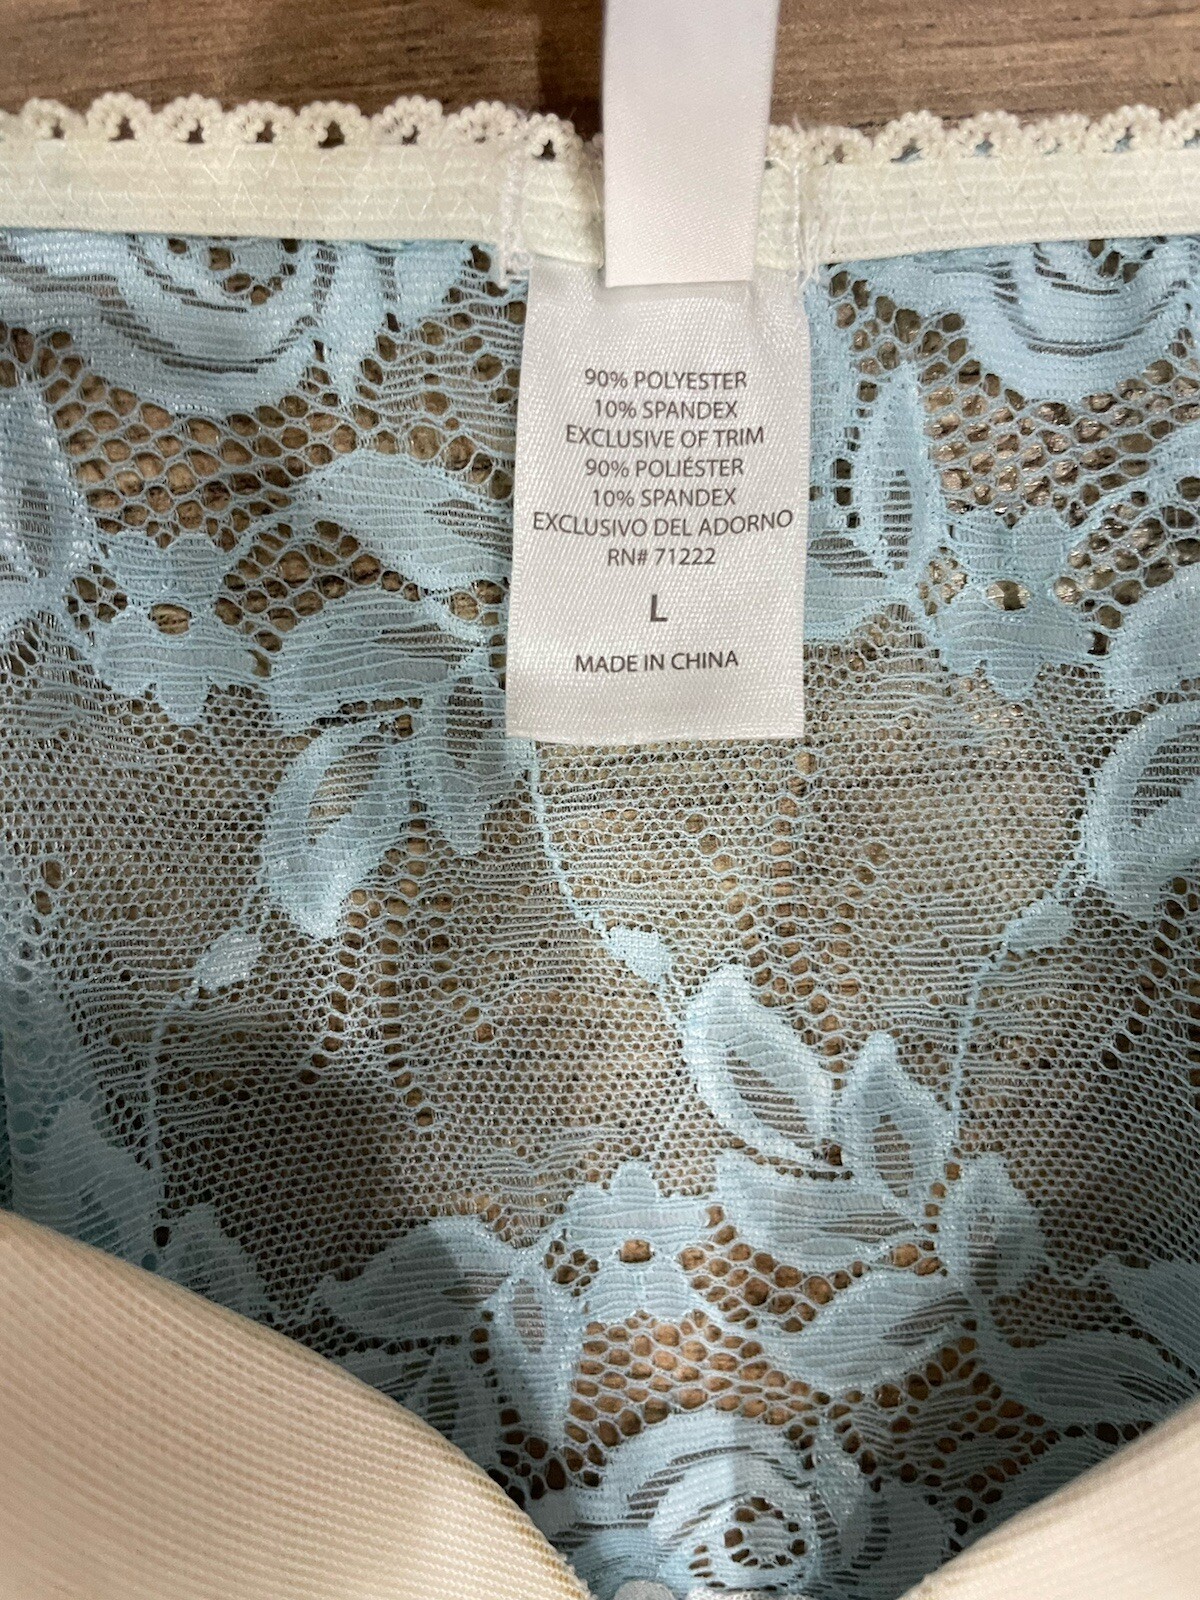 90% POLYESTER
10% SPANDEX
EXCLUSIVE OF TRIM
90% POLIÉSTER
10% SPANDEX
EXCLUSIVO DEL ADORNO
RN# 71222
L
MADE IN CHINA